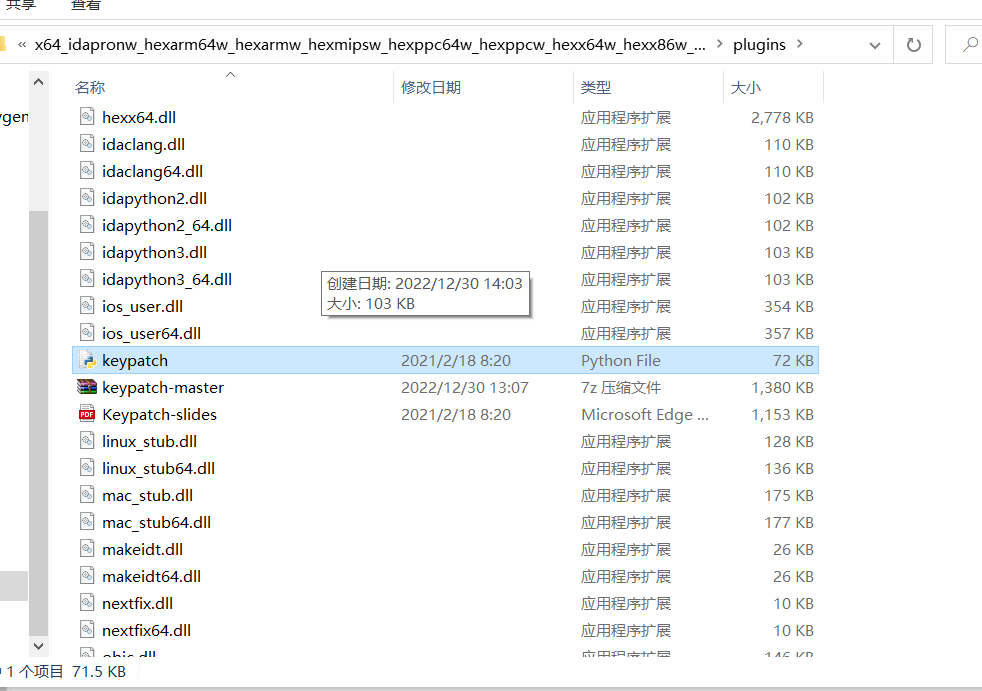 共享 查看
« x64_idapronw_hexarm64w_hexarmw_hexmipsw_hexppc64w_hexppcw_hexx64w_hexx86w_... › plugins ›
名称 修改日期 类型 大小
hexx64.dll 应用程序扩展 2,778 KB
idaclang.dll 应用程序扩展 110 KB
idaclang64.dll 应用程序扩展 110 KB
idapython2.dll 应用程序扩展 102 KB
idapython2_64.dll 应用程序扩展 102 KB
idapython3.dll 应用程序扩展 103 KB
idapython3_64.dll 应用程序扩展 103 KB
创建日期: 2022/12/30 14:03
大小: 103 KB
ios_user.dll 应用程序扩展 354 KB
ios_user64.dll 应用程序扩展 357 KB
keypatch 2021/2/18 8:20 Python File 72 KB
keypatch-master 2022/12/30 13:07 7z 压缩文件 1,380 KB
Keypatch-slides 2021/2/18 8:20 Microsoft Edge ... 1,153 KB
linux_stub.dll 应用程序扩展 128 KB
linux_stub64.dll 应用程序扩展 136 KB
mac_stub.dll 应用程序扩展 175 KB
mac_stub64.dll 应用程序扩展 177 KB
makeidt.dll 应用程序扩展 26 KB
makeidt64.dll 应用程序扩展 26 KB
nextfix.dll 应用程序扩展 10 KB
nextfix64.dll 应用程序扩展 10 KB
objc.dll 应用程序扩展 146 KB
1 个项目 71.5 KB